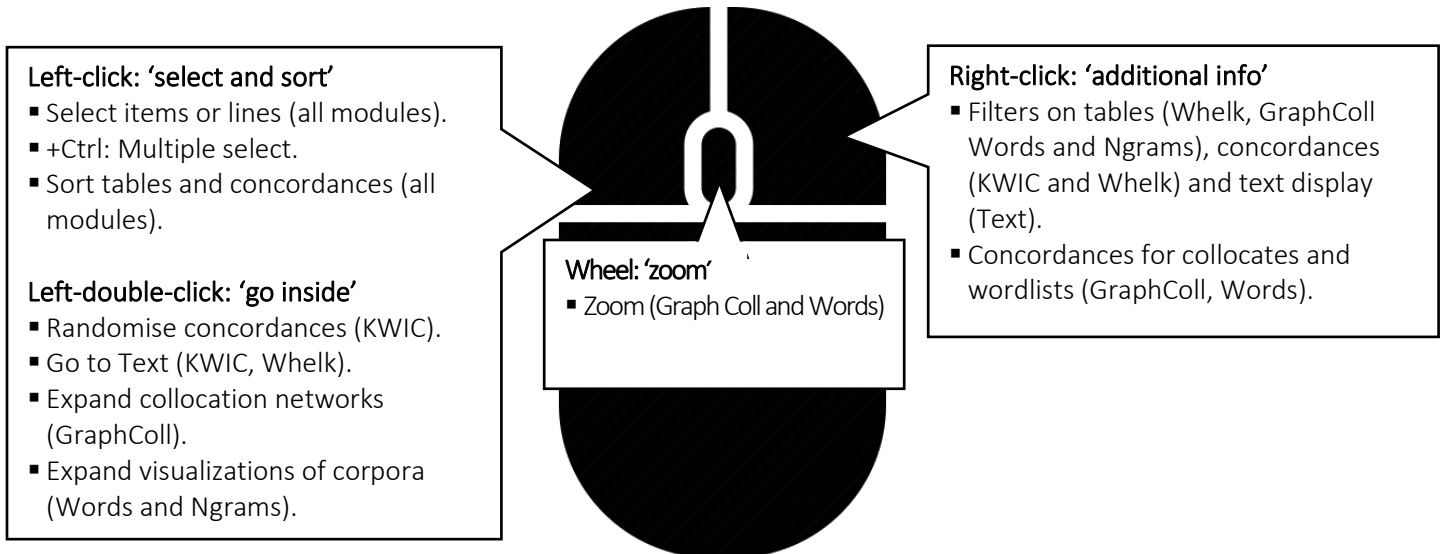 Left-click: ‘select and sort’
▪ Select items or lines (all modules).
▪ +Ctrl: Multiple select.
▪ Sort tables and concordances (all
modules).
Left-double-click: ‘go inside’
▪ Randomise concordances (KWIC).
▪ Go to Text (KWIC, Whelk).
▪ Expand collocation networks
(GraphColl).
▪ Expand visualizations of corpora
(Words and Ngrams).
Wheel: ‘zoom’
▪ Zoom (Graph Coll and Words)
Right-click: ‘additional info’
▪ Filters on tables (Whelk, GraphColl
Words and Ngrams), concordances
(KWIC and Whelk) and text display
(Text).
▪ Concordances for collocates and
wordlists (GraphColl, Words).